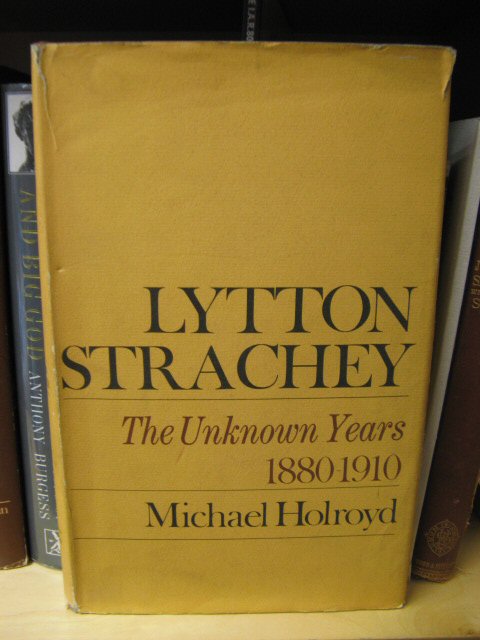 LYTTON
STRACHEY
The Unknown Years
1880-1910
Michael Holroyd
AND BIG GOD ANTHONY BURGESS